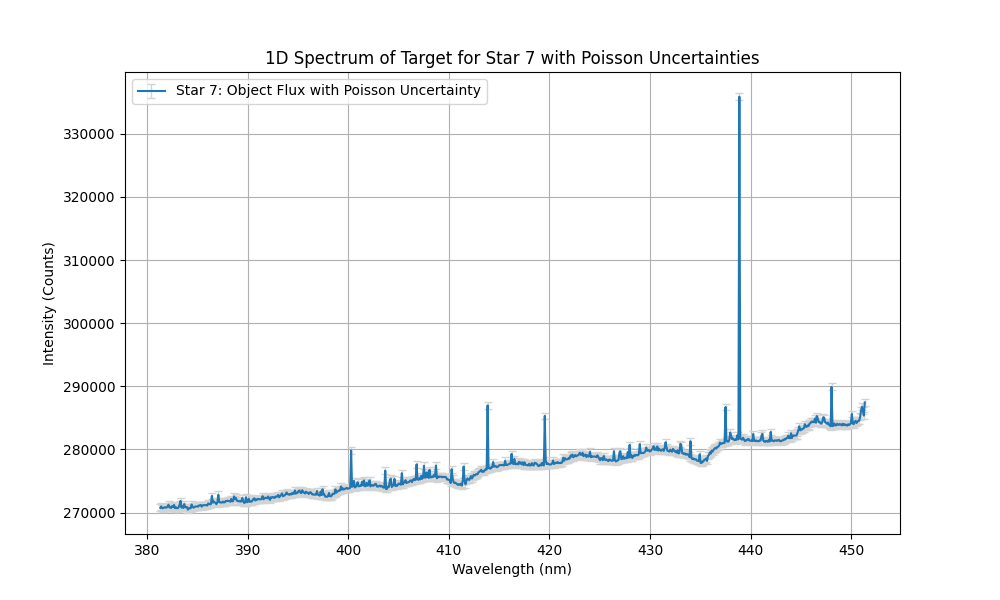 1D Spectrum of Target for Star 7 with Poisson Uncertainties
Star 7: Object Flux with Poisson Uncertainty
Intensity (Counts)
330000
320000
310000
300000
290000
280000
270000
380 390 400 410 420 430 440 450
Wavelength (nm)